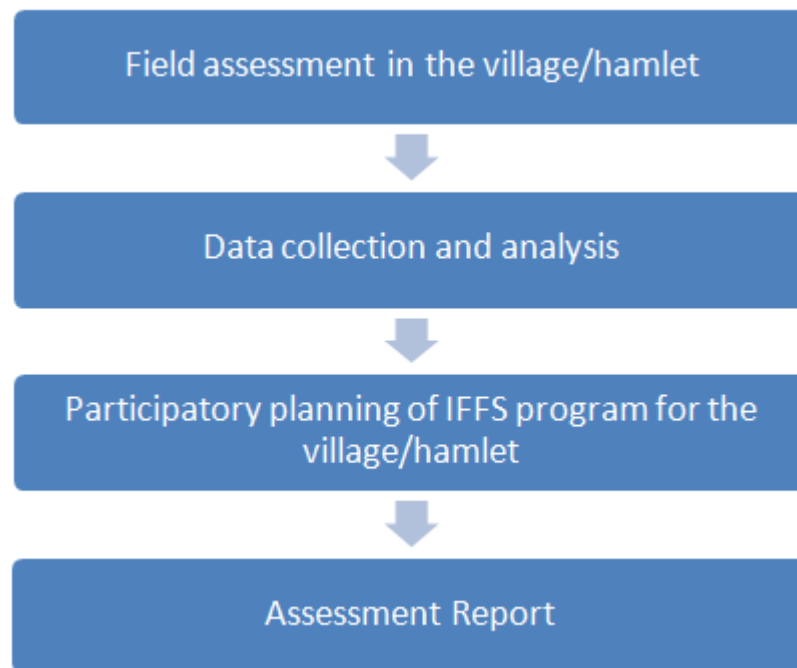 Field assessment in the village/hamlet
Data collection and analysis
Participatory planning of IFFS program for the
village/hamlet
Assessment Report